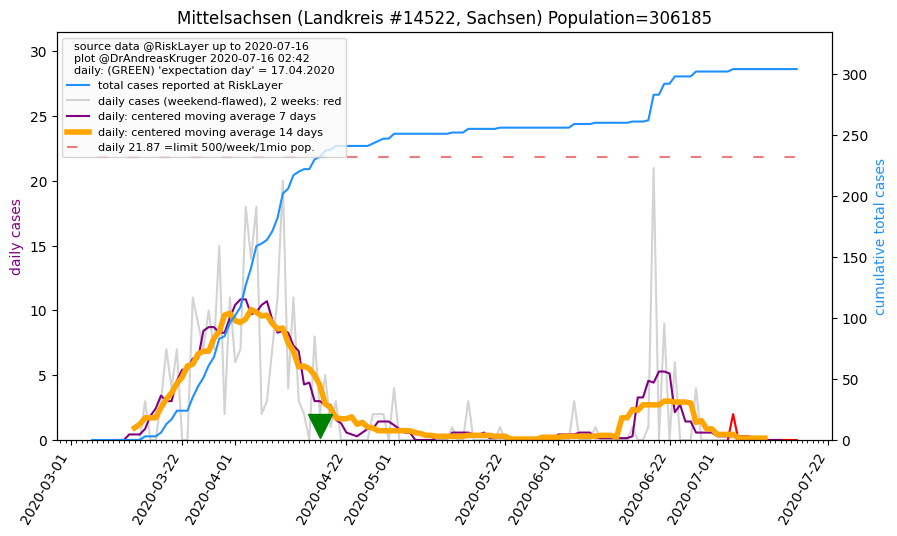 Mittelsachsen (Landkreis #14522, Sachsen) Population=306185
source data @RiskLayer up to 2020-07-16
plot @DrAndreasKruger 2020-07-16 02:42
daily: (GREEN) 'expectation day' = 17.04.2020
total cases reported at RiskLayer
daily cases (weekend-flawed), 2 weeks: red
daily: centered moving average 7 days
daily: centered moving average 14 days
daily 21.87 =limit 500/week/1mio pop.
daily cases
30
25
20
15
10
5
0
cumulative total cases
300
250
200
150
100
50
0
2020-03-01
2020-03-22
2020-04-01
2020-04-22
2020-05-01
2020-05-22
2020-06-01
2020-06-22
2020-07-01
2020-07-22